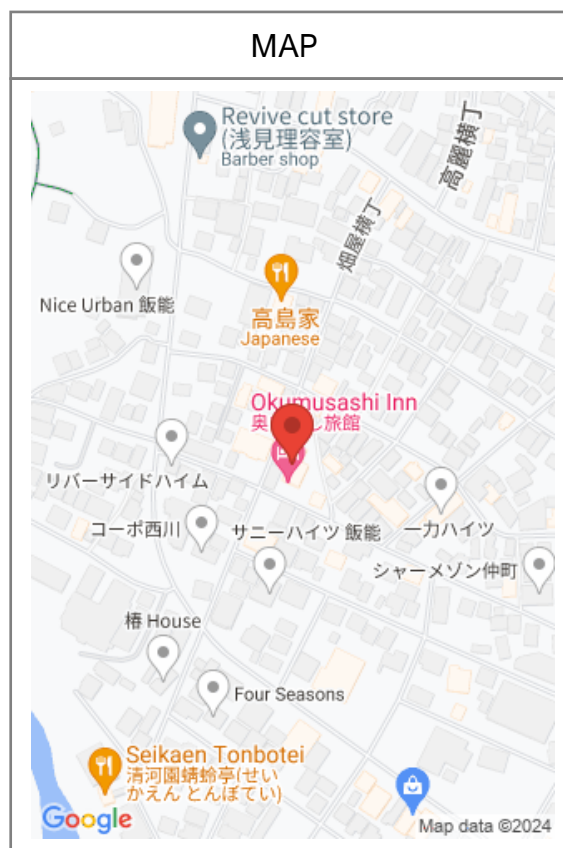 MAP
Revive cut store
(浅見理容室)
Barber shop
高麗横丁
畑屋横丁
Nice Urban 飯能
高島家
Japanese
Okumusashi Inn
奥 し旅館
リバーサイドハイム
コーポ西川
サニーハイツ 飯能
一力ハイツ
シャーメゾン仲町
椿 House
Four Seasons
Seikaen Tonbotei
清河園蜻蛉亭(せい
かえん とんぼてい)
Google
Map data ©2024